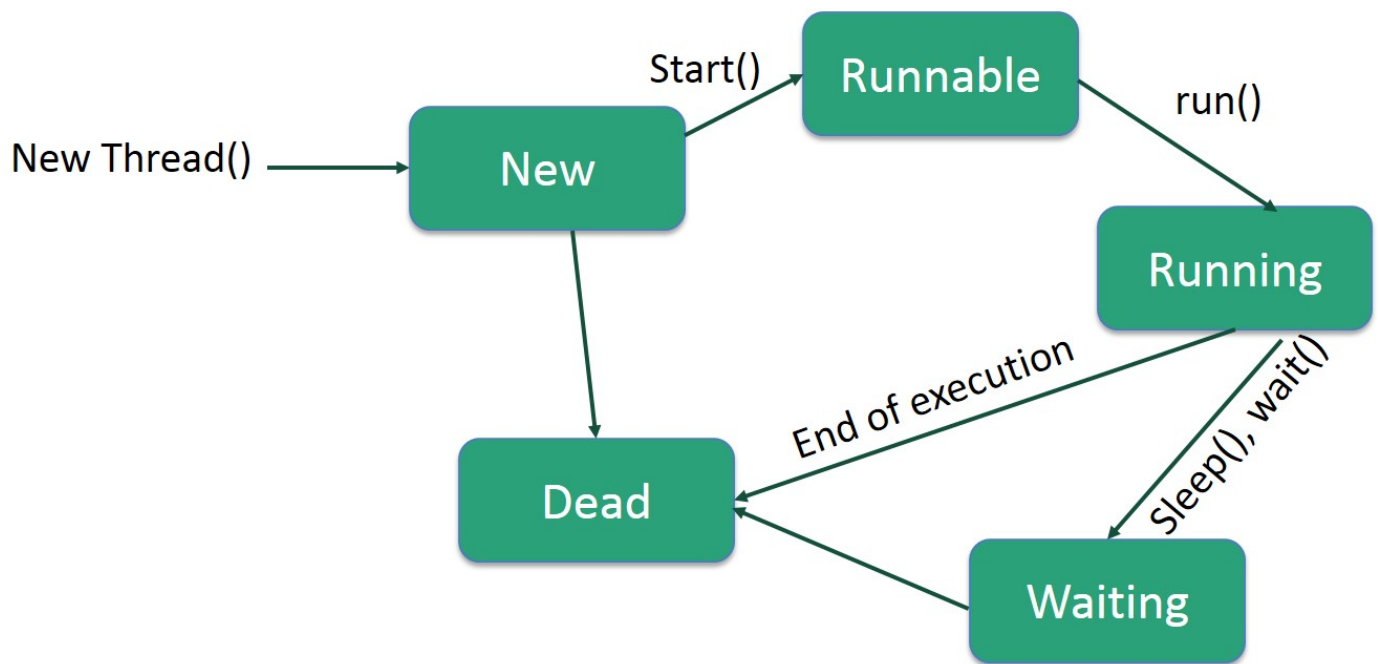 Runnable
Start()
run()
New Thread()
New
Running
End of execution
Sleep(), wait()
Dead
Waiting